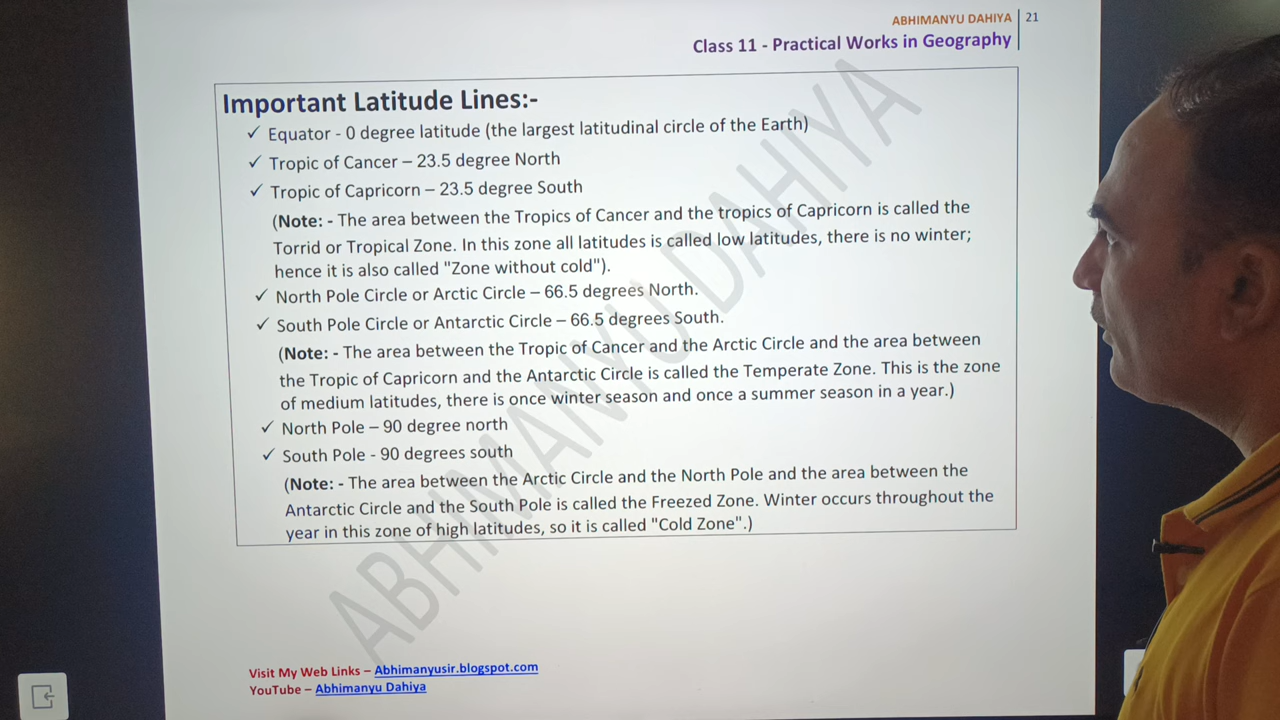 ABHIMANYU DAHIYA 21
Class 11 - Practical Works in Geography
Important Latitude Lines:-
✓ Equator - 0 degree latitude (the largest latitudinal circle of the Earth)
✓ Tropic of Cancer – 23.5 degree North
✓ Tropic of Capricorn – 23.5 degree South
(Note: - The area between the Tropics of Cancer and the tropics of Capricorn is called the
Torrid or Tropical Zone. In this zone all latitudes is called low latitudes, there is no winter;
hence it is also called "Zone without cold").
✓ North Pole Circle or Arctic Circle – 66.5 degrees North.
✓ South Pole Circle or Antarctic Circle – 66.5 degrees South.
(Note: - The area between the Tropic of Cancer and the Arctic Circle and the area between
the Tropic of Capricorn and the Antarctic Circle is called the Temperate Zone. This is the zone
of medium latitudes, there is once winter season and once a summer season in a year.)
✓ North Pole – 90 degree north
✓ South Pole - 90 degrees south
(Note: - The area between the Arctic Circle and the North Pole and the area between the
Antarctic Circle and the South Pole is called the Freezed Zone. Winter occurs throughout the
year in this zone of high latitudes, so it is called "Cold Zone".)
ABHIMANYU DAHIYA
Visit My Web Links – Abhimanyusir.blogspot.com
YouTube – Abhimanyu Dahiya